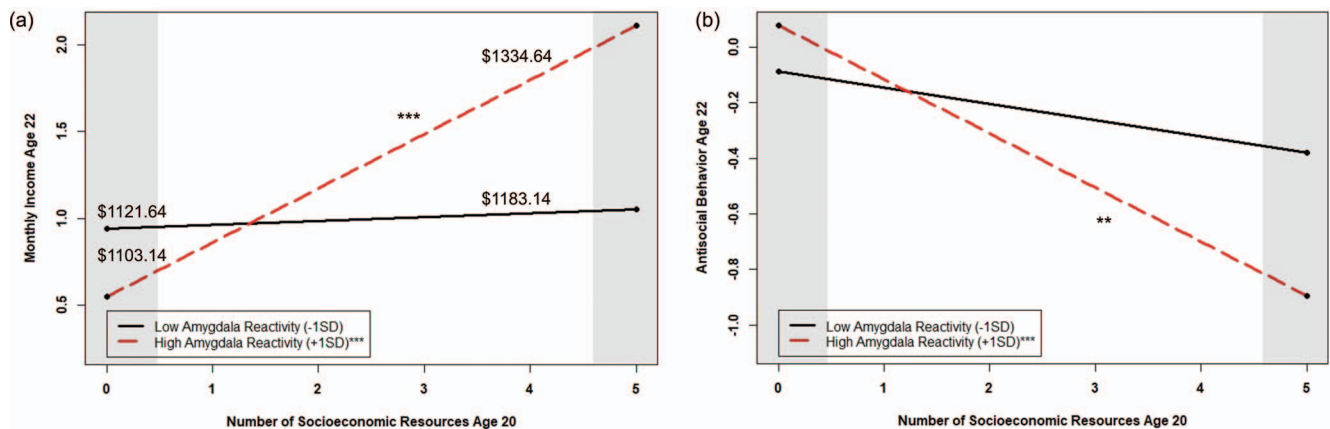 (a)
Monthly Income Age 22
2.0
1.5
1.0
0.5
$1334.64
***
$1121.64
$1183.14
$1103.14
Low Amygdala Reactivity (-1SD)
High Amygdala Reactivity (+1SD)***
0 1 2 3 4 5
Number of Socioeconomic Resources Age 20
(b)
Antisocial Behavior Age 22
0.0
-0.2
-0.4
-0.6
-0.8
-1.0
**
Low Amygdala Reactivity (-1SD)
High Amygdala Reactivity (+1SD)***
0 1 2 3 4 5
Number of Socioeconomic Resources Age 20